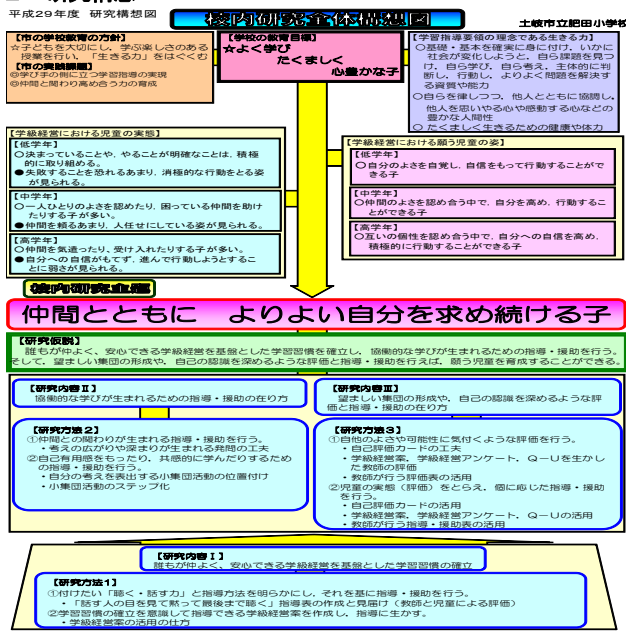 平成29年度 研究構想図
校内研究全体構想図
土岐市立肥田小学校
【市の学校教育の方針】
☆子どもを大切にし、学ぶ楽しさのある
授業を行い、「生きる力」をはぐくむ
【市の実践課題】
◎学び手の側に立つ学習指導の実現
◎仲間と関わり高め合う力の育成
【学校の教育目標】
☆よく学び
たくましく
心豊かな子
【学習指導要領の理念である生きる力】
○基礎・基本を確実に身に付け、いかに
社会が変化しようと、自ら課題を見つ
け、自ら学び、自ら考え、主体的に判
断し、行動し、よりよく問題を解決す
る資質や能力
○自らを律しつつ、他人とともに協調し、
他人を思いやる心や感動する心などの
豊かな人間性
○たくましく生きるための健康や体力
【学級経営における児童の実態】
【低学年】
○決まっていることや、やることが明確なことは、積極
的に取り組める。
●失敗することを恐れるあまり、消極的な行動をとる姿
が見られる。
【中学年】
○一人ひとりのよさを認めたり、困っている仲間を助け
たりする子が多い。
●仲間を頼るあまり、人任せにしている姿が見られる。
【高学年】
○仲間を気遣ったり、受け入れたりする子が多い。
●自分への自信がもてず、進んで行動しようとするこ
とに弱さが見られる。
【学級経営における願う児童の姿】
【低学年】
○自分のよさを自覚し、自信をもって行動することがで
きる子
【中学年】
○仲間のよさを認め合う中で、自分を高め、行動するこ
とができる子
【高学年】
○互いの個性を認め合う中で、自分への自信を高め、
積極的に行動することができる子
校内研究主題
仲間とともに よりよい自分を求め続ける子
【研究仮説】
誰もが仲よく、安心できる学級経営を基盤とした学習習慣を確立し、協働的な学びが生まれるための指導・援助を行う。
そして、望ましい集団の形成や、自己の認識を深めるような評価と指導・援助を行えば、願う児童を育成することができる。
【研究内容Ⅱ】
協働的な学びが生まれるための指導・援助の在り方
【研究方法2】
①仲間との関わりが生まれる指導・援助を行う。
・考えの広がりや深まりが生まれる発問の工夫
②自己有用感をもったり、共感的に学んだりするため
の指導・援助を行う。
・自分の考えを表出する小集団活動の位置付け
・小集団活動のステップ化
【研究内容Ⅲ】
望ましい集団の形成や、自己の認識を深めるような評
価と指導・援助の在り方
【研究方法3】
①自他のよさや可能性に気付くような評価を行う。
・自己評価カードの工夫
・学級経営案、学級経営アンケート、Q－Uを生かし
た教師の評価
・教師が行う評価表の活用
②児童の実態（評価）をとらえ、個に応じた指導・援助
を行う。
・自己評価カードの活用
・学級経営案、学級経営アンケート、Q－Uの活用
・教師が行う指導・援助表の活用
【研究内容Ⅰ】
誰もが仲よく、安心できる学級経営を基盤とした学習習慣の確立
【研究方法1】
①付けたい「聴く・話す力」と指導方法を明らかにし、それを基に指導・援助を行う。
・「話す人の目を見て黙って最後まで聴く」指導表の作成と見届け（教師と児童による評価）
②学習習慣の確立を意識して指導できる学級経営案を作成し、指導に生かす。
・学級経営案の活用の仕方